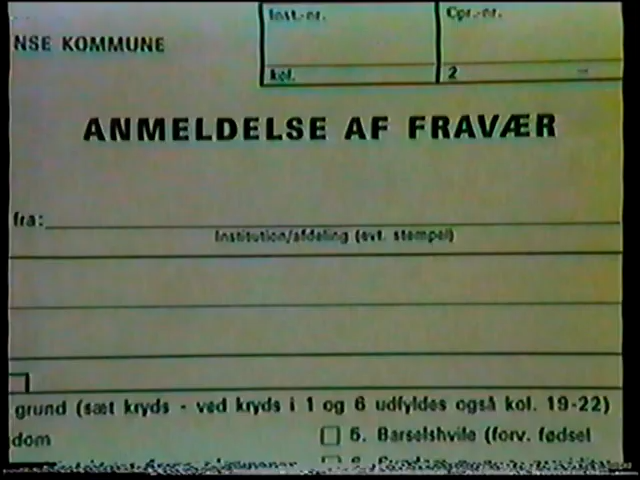 Inst.-nr. Cpr.-nr.
NSE KOMMUNE
kol. 2 –
ANMELDELSE AF FRAVÆR
fra:
Institution/afdeling (evt. stempel)
grund (sæt kryds - ved kryds i 1 og 6 udfyldes også kol. 19-22)
dom 5. Barselshvile (forv. fødsel
6.